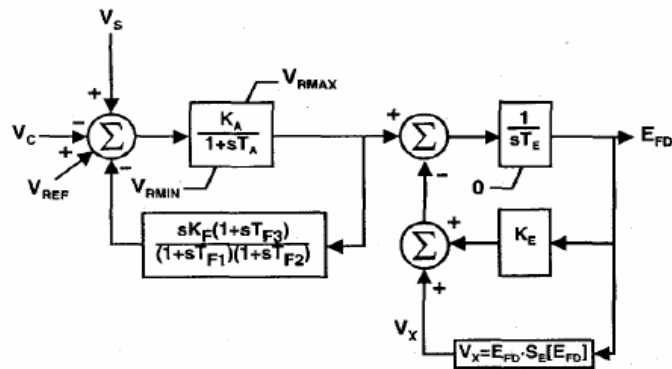 V_S
V_RMAX
+
V_C
−
Σ
K_A
1+sT_A
+
Σ
1
sT_E
E_FD
+
−
−
V_REF
V_RMIN
0
sK_F(1+sT_F3)
(1+sT_F1)(1+sT_F2)
Σ
+
K_E
+
V_X
V_X=E_FD·S_E[E_FD]